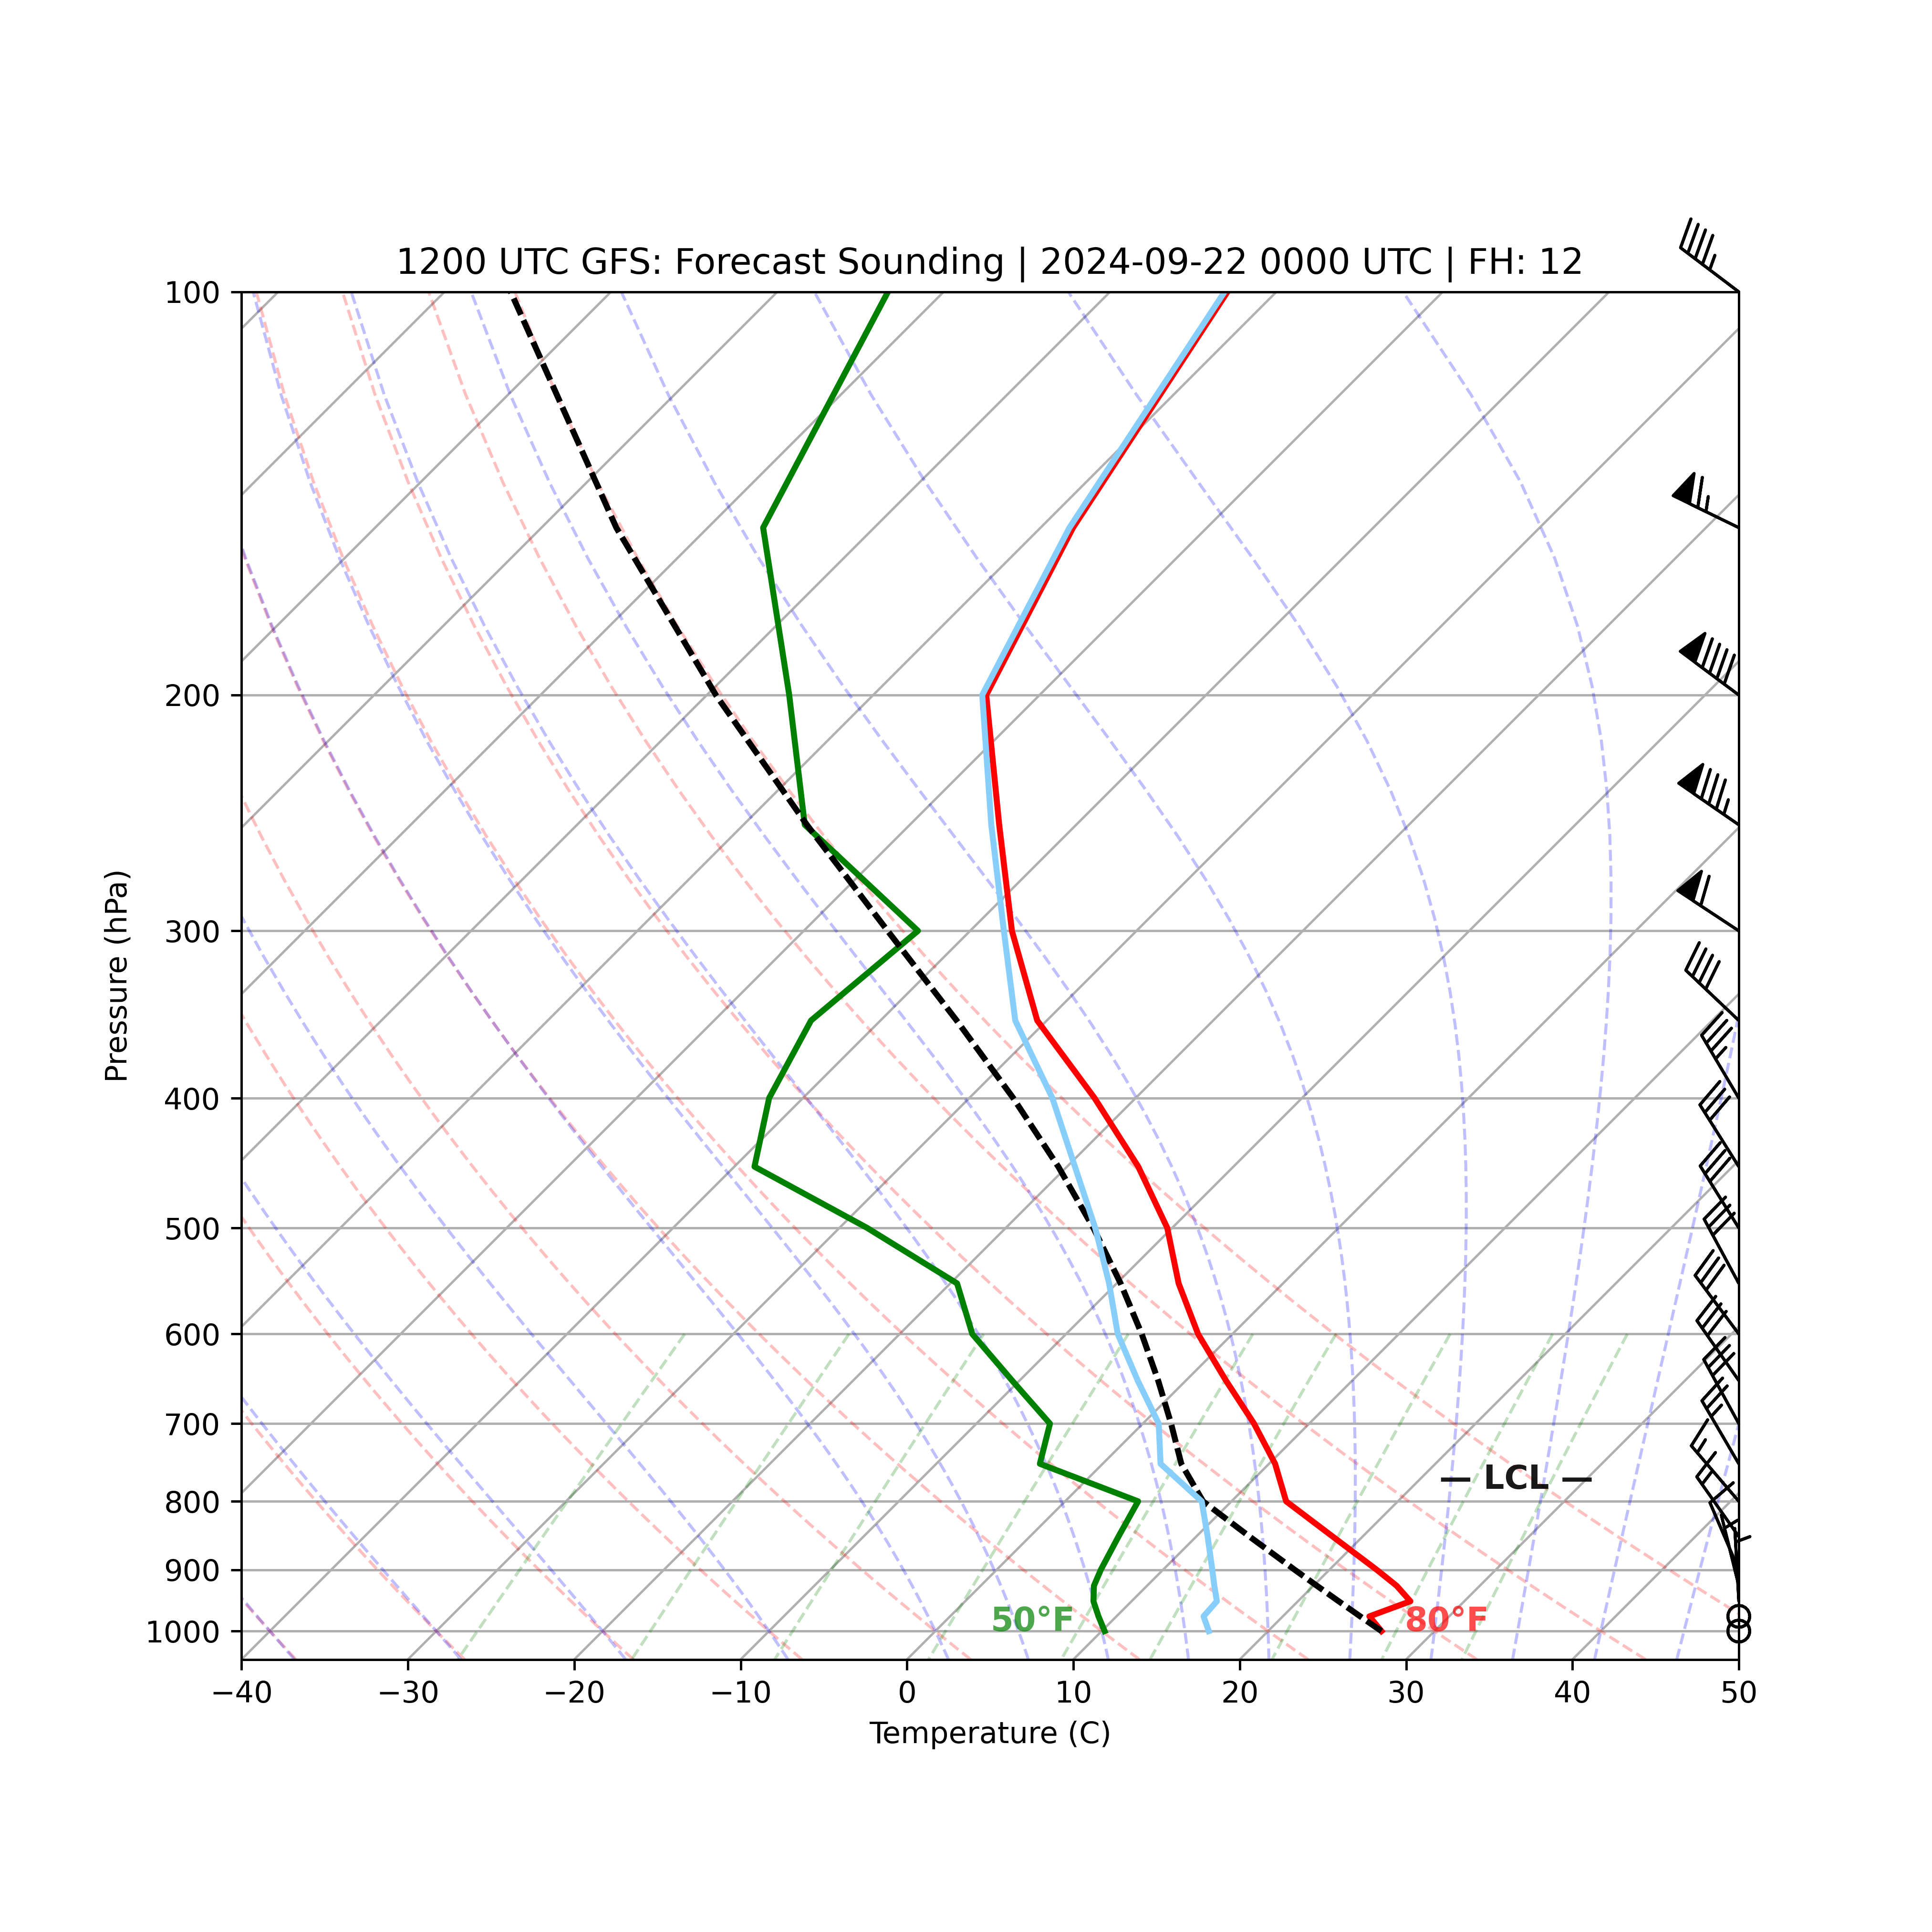 1200 UTC GFS: Forecast Sounding | 2024-09-22 0000 UTC | FH: 12
100
200
300
400
500
600
700
800
900
1000
Pressure (hPa)
— LCL —
50°F
80°F
−40 −30 −20 −10 0 10 20 30 40 50
Temperature (C)